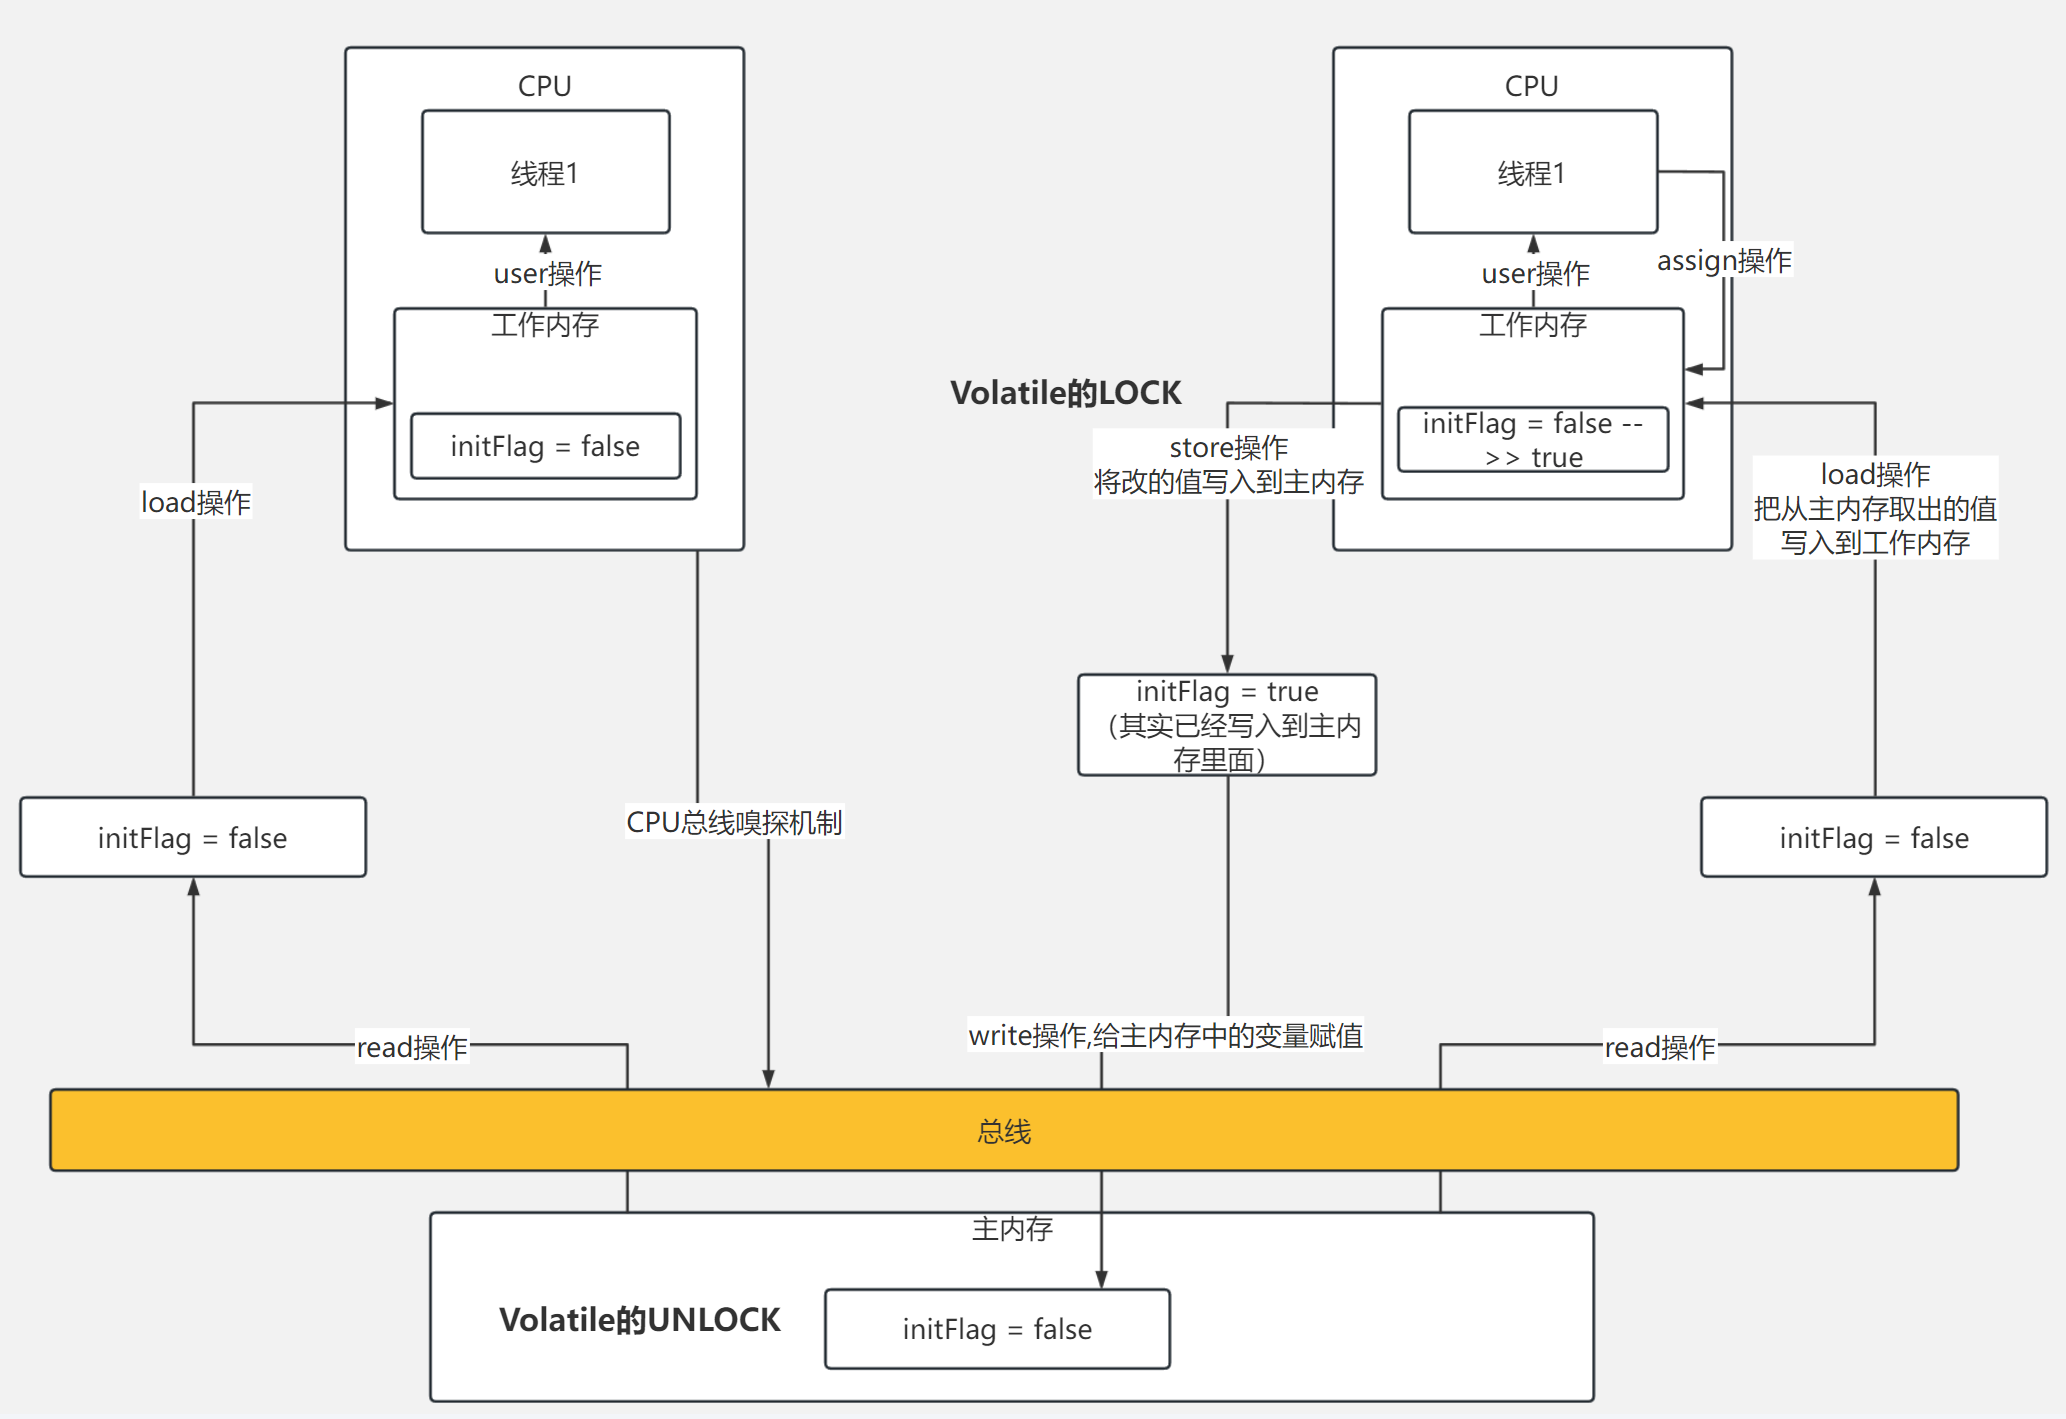 CPU
线程1
user操作
工作内存
initFlag = false
load操作
initFlag = false
read操作
CPU总线嗅探机制
CPU
线程1
user操作
assign操作
工作内存
initFlag = false --
>> true
Volatile的LOCK
store操作
将改的值写入到主内存
initFlag = true
（其实已经写入到主内
存里面）
write操作,给主内存中的变量赋值
load操作
把从主内存取出的值
写入到工作内存
initFlag = false
read操作
总线
主内存
Volatile的UNLOCK
initFlag = false